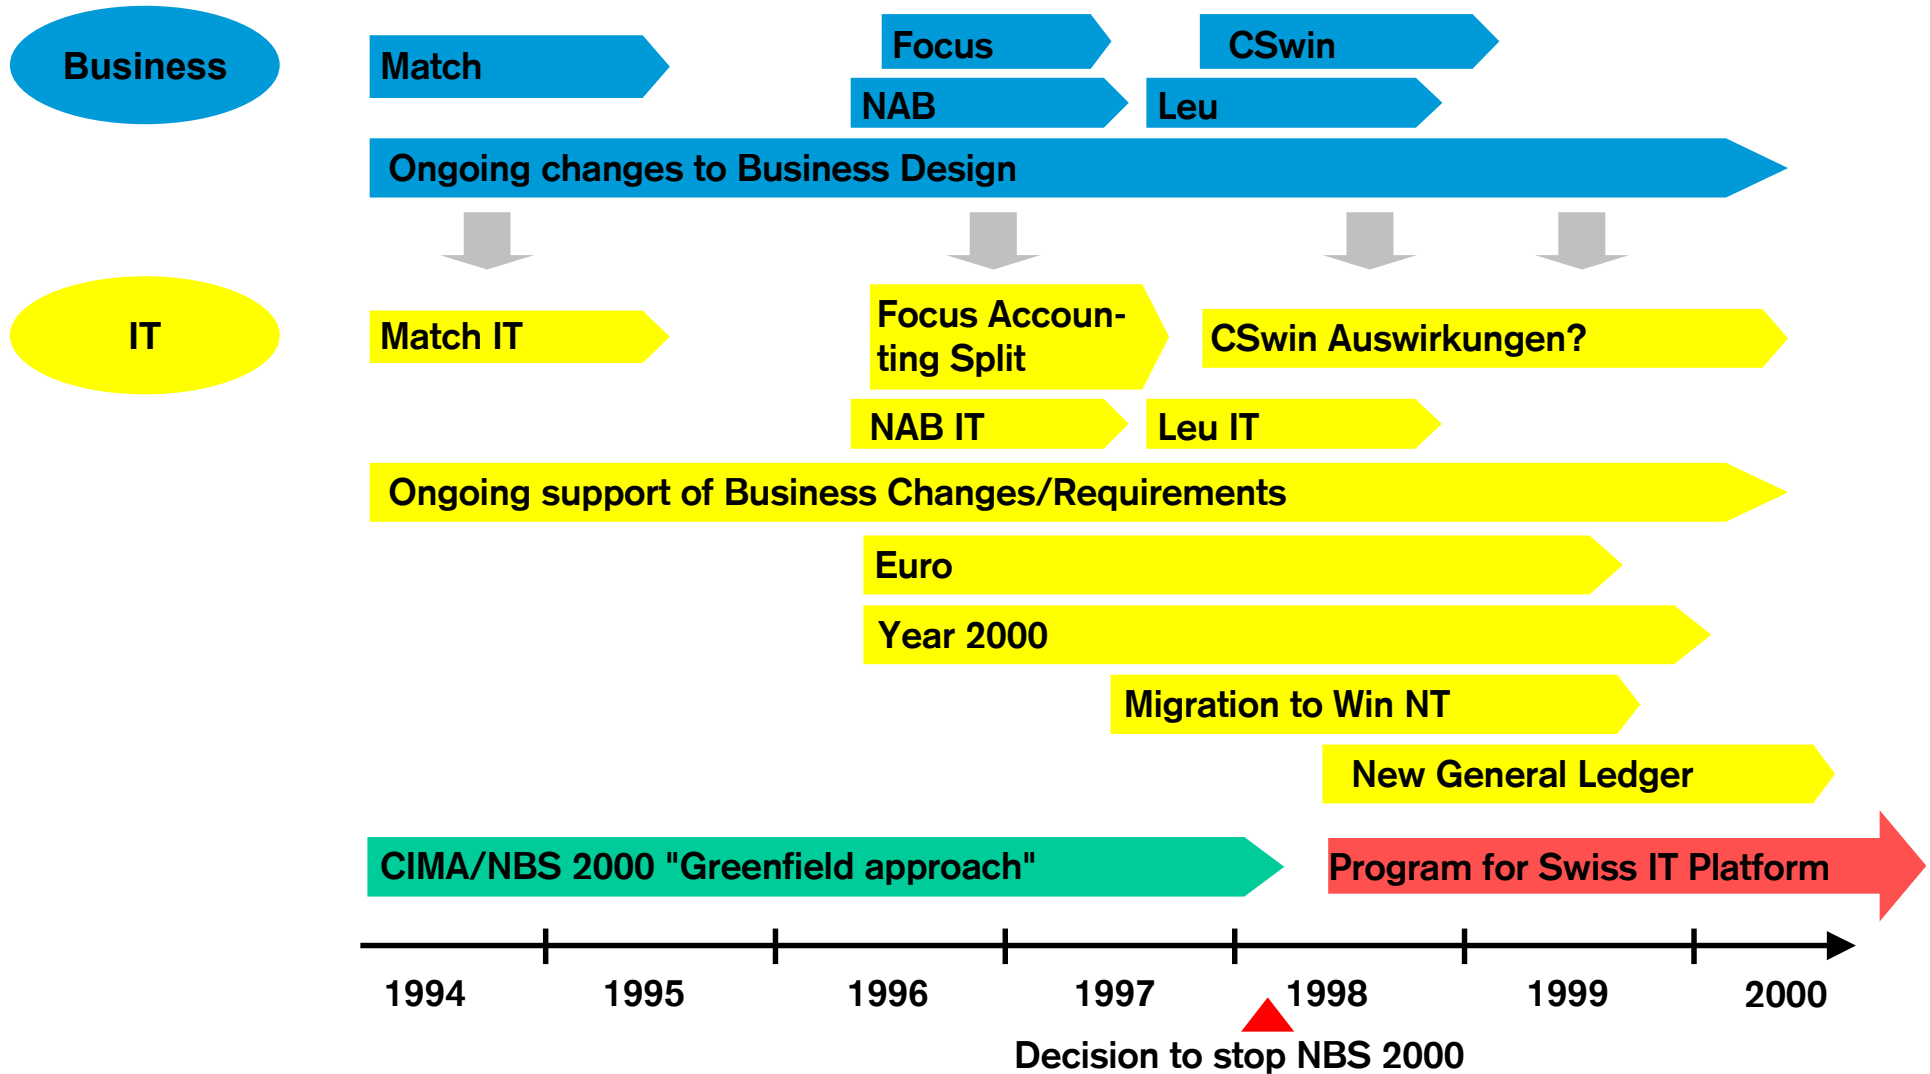 Business
Match
Focus
CSwin
NAB
Leu
Ongoing changes to Business Design
IT
Match IT
Focus Accoun-
ting Split
CSwin Auswirkungen?
NAB IT
Leu IT
Ongoing support of Business Changes/Requirements
Euro
Year 2000
Migration to Win NT
New General Ledger
CIMA/NBS 2000 "Greenfield approach"
Program for Swiss IT Platform
1994 1995 1996 1997 1998 1999 2000
Decision to stop NBS 2000